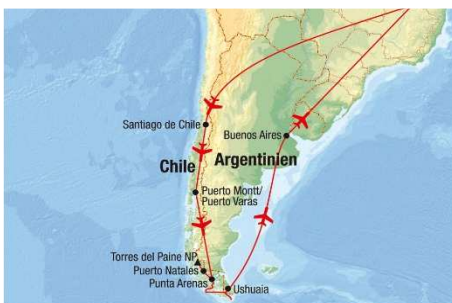 Santiago de Chile
Buenos Aires
Chile
Argentinien
Puerto Montt/
Puerto Varas
Torres del Paine NP
Puerto Natales
Punta Arenas
Ushuaia